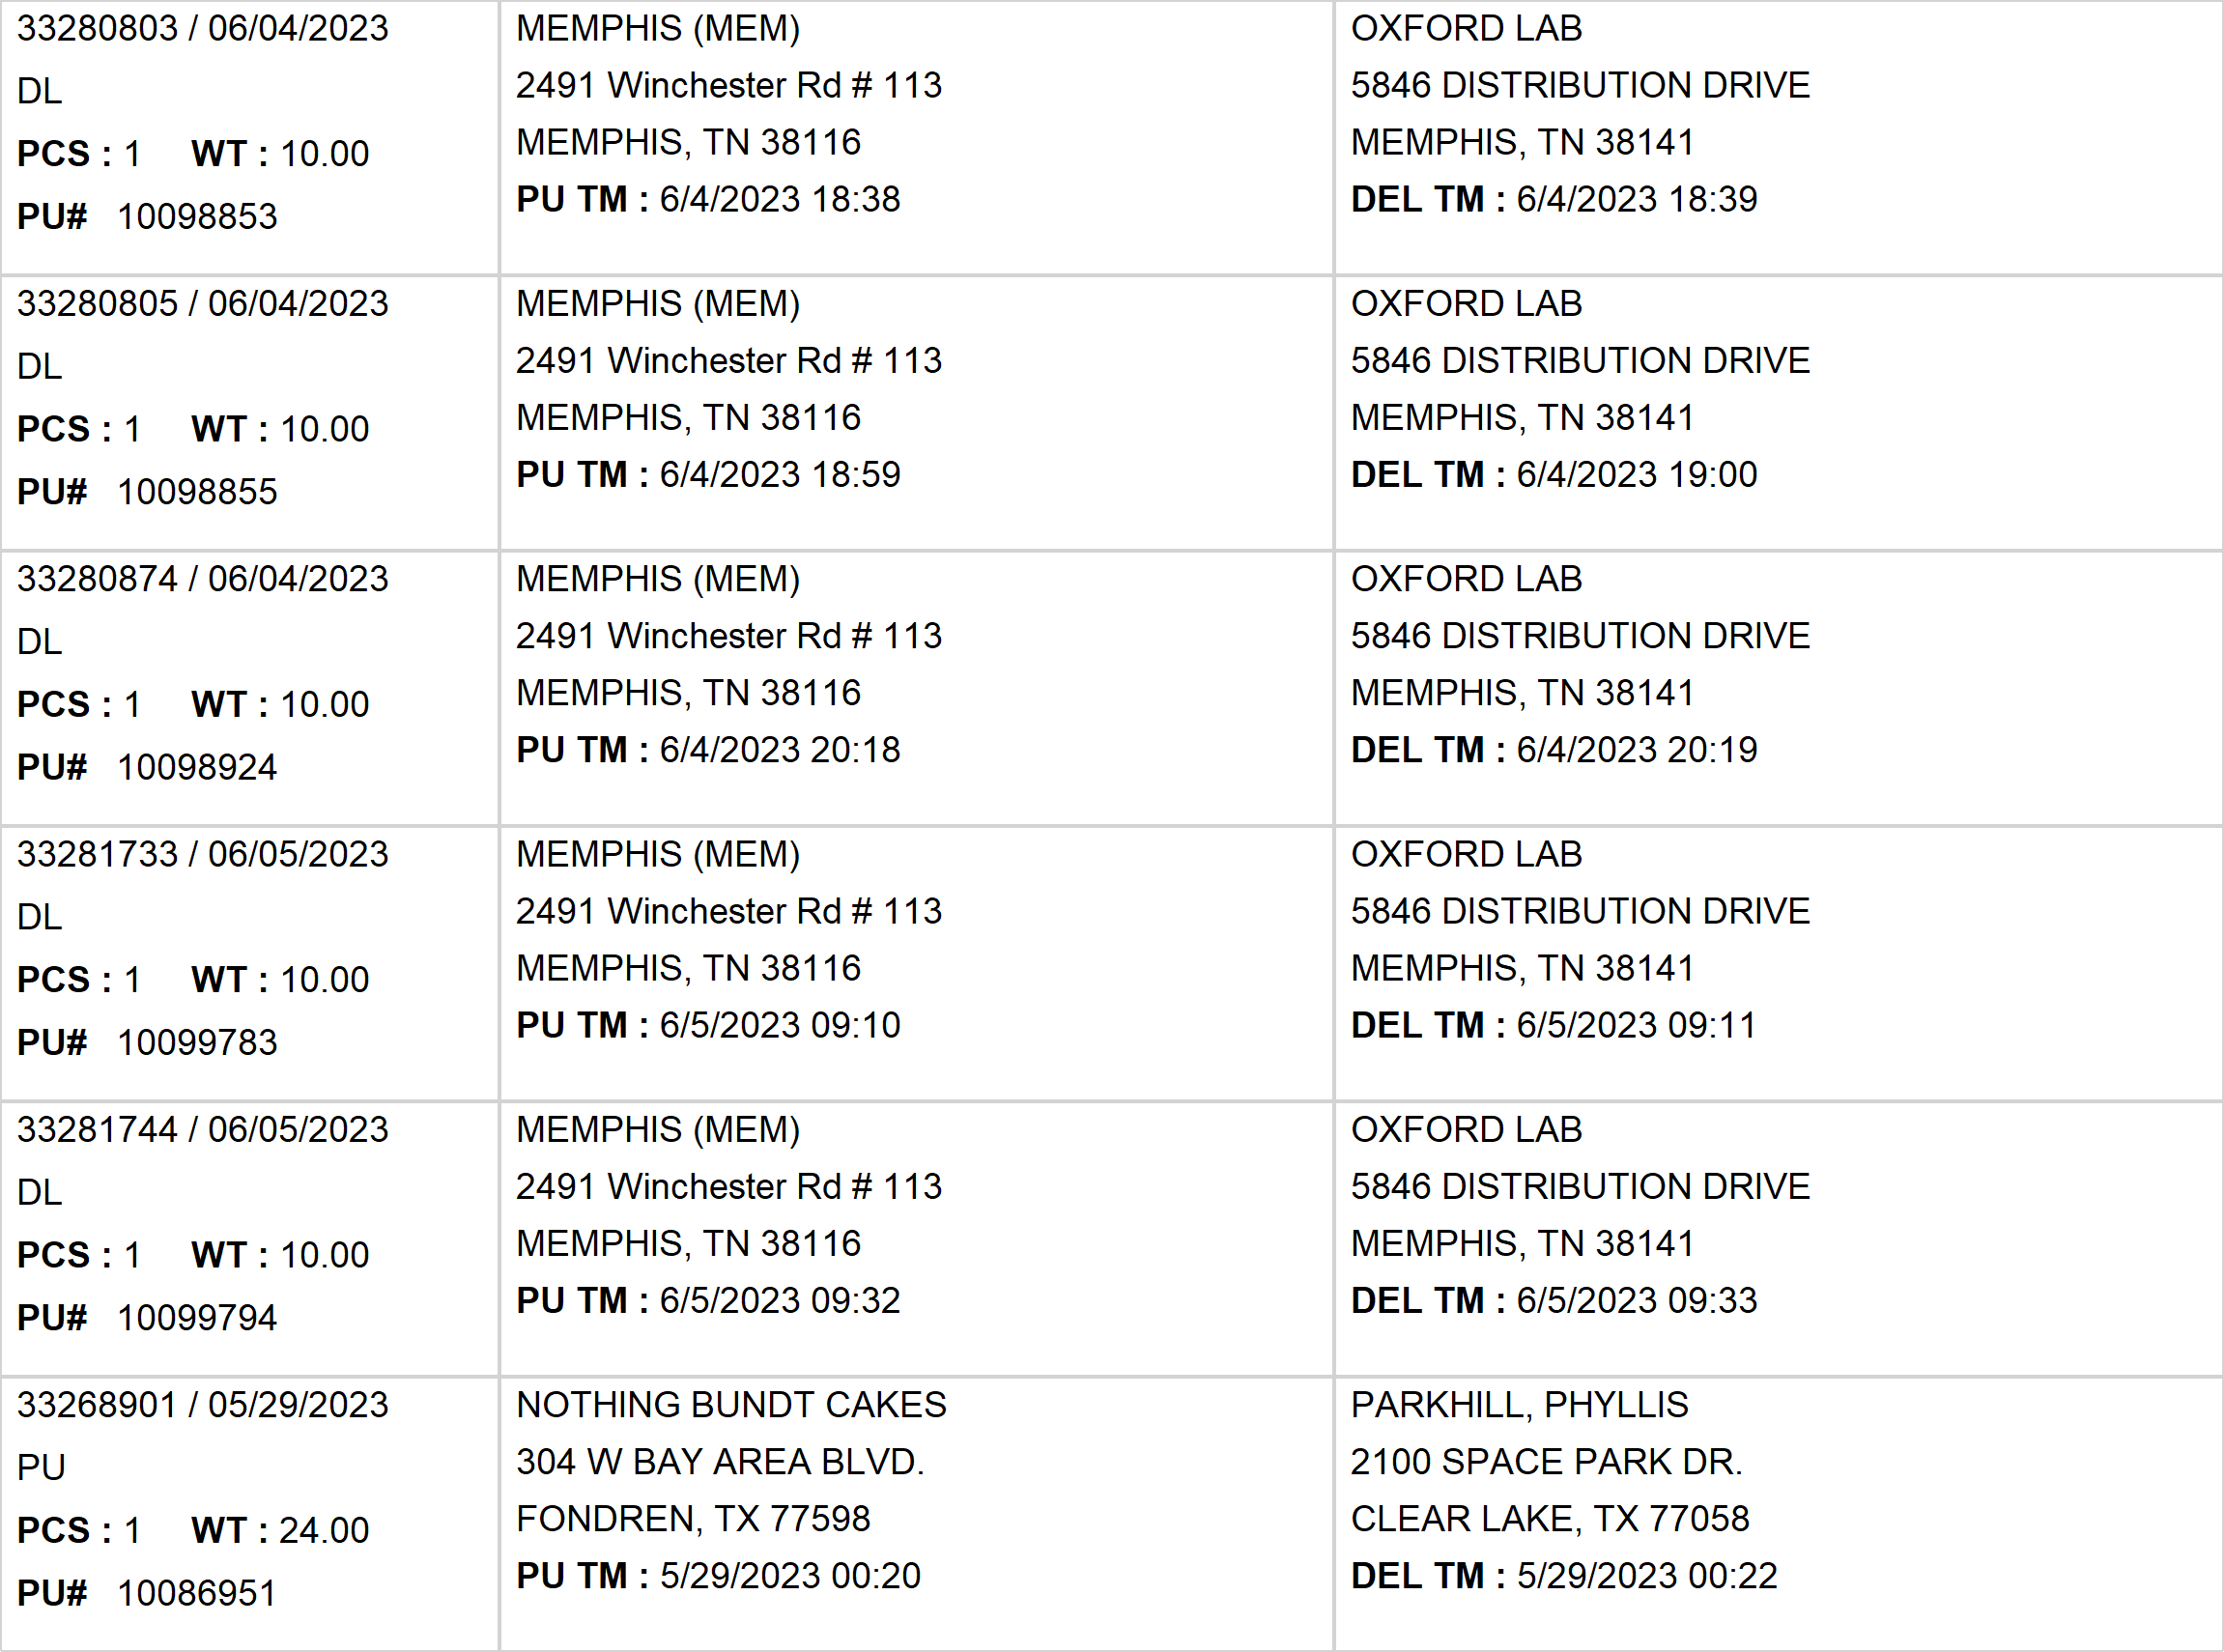 33280803 / 06/04/2023
DL
PCS : 1 WT : 10.00
PU# 10098853
MEMPHIS (MEM)
2491 Winchester Rd # 113
MEMPHIS, TN 38116
PU TM : 6/4/2023 18:38
OXFORD LAB
5846 DISTRIBUTION DRIVE
MEMPHIS, TN 38141
DEL TM : 6/4/2023 18:39
33280805 / 06/04/2023
DL
PCS : 1 WT : 10.00
PU# 10098855
MEMPHIS (MEM)
2491 Winchester Rd # 113
MEMPHIS, TN 38116
PU TM : 6/4/2023 18:59
OXFORD LAB
5846 DISTRIBUTION DRIVE
MEMPHIS, TN 38141
DEL TM : 6/4/2023 19:00
33280874 / 06/04/2023
DL
PCS : 1 WT : 10.00
PU# 10098924
MEMPHIS (MEM)
2491 Winchester Rd # 113
MEMPHIS, TN 38116
PU TM : 6/4/2023 20:18
OXFORD LAB
5846 DISTRIBUTION DRIVE
MEMPHIS, TN 38141
DEL TM : 6/4/2023 20:19
33281733 / 06/05/2023
DL
PCS : 1 WT : 10.00
PU# 10099783
MEMPHIS (MEM)
2491 Winchester Rd # 113
MEMPHIS, TN 38116
PU TM : 6/5/2023 09:10
OXFORD LAB
5846 DISTRIBUTION DRIVE
MEMPHIS, TN 38141
DEL TM : 6/5/2023 09:11
33281744 / 06/05/2023
DL
PCS : 1 WT : 10.00
PU# 10099794
MEMPHIS (MEM)
2491 Winchester Rd # 113
MEMPHIS, TN 38116
PU TM : 6/5/2023 09:32
OXFORD LAB
5846 DISTRIBUTION DRIVE
MEMPHIS, TN 38141
DEL TM : 6/5/2023 09:33
33268901 / 05/29/2023
PU
PCS : 1 WT : 24.00
PU# 10086951
NOTHING BUNDT CAKES
304 W BAY AREA BLVD.
FONDREN, TX 77598
PU TM : 5/29/2023 00:20
PARKHILL, PHYLLIS
2100 SPACE PARK DR.
CLEAR LAKE, TX 77058
DEL TM : 5/29/2023 00:22